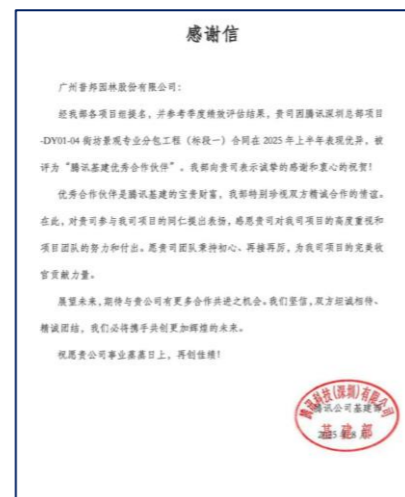 感谢信
广州普邦园林股份有限公司：
经我部各项目组提名，并参考季度绩效评估结果，贵司因腾讯深圳总部项目
-DY01-04 街坊景观专业分包工程（标段一）合同在 2025 年上半年表现优异，被
评为“腾讯基建优秀合作伙伴”。我部向贵司表示诚挚的感谢和衷心的祝贺！
优秀合作伙伴是腾讯基建的宝贵财富，我部特别珍视双方精诚合作的情谊。
在此，对贵司参与我司项目的同仁提出表扬，感恩贵司对我司项目的高度重视和
项目团队的努力和付出。愿贵司团队秉持初心、再接再厉，为我司项目的完美收
官贡献力量。
展望未来，期待与贵公司有更多合作共进之机会。我们坚信，双方坦诚相待、
精诚团结，我们必将携手共创更加辉煌的未来。
祝愿贵公司事业蒸蒸日上，再创佳绩！
腾讯科技(深圳)有限公司
腾讯公司基建部
基建部
2025 年 8 月